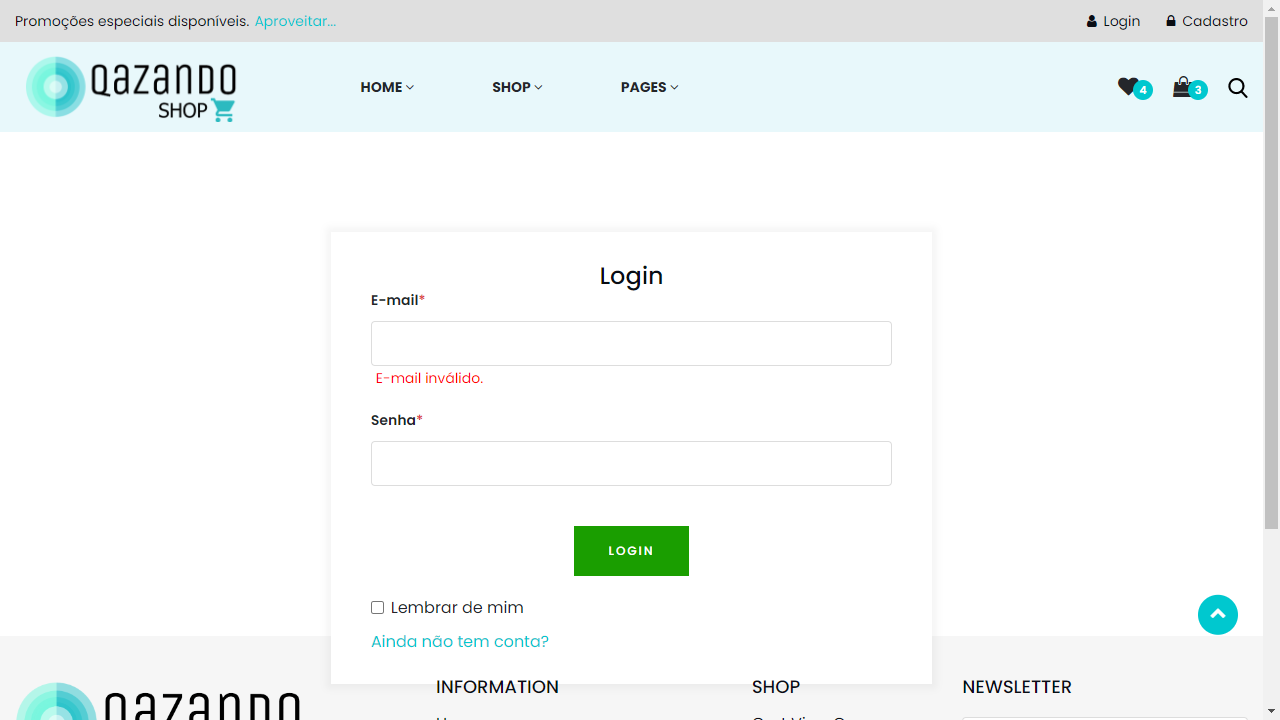 Promoções especiais disponíveis. Aproveitar...
Login
Cadastro
QAZANDO
SHOP
HOME
SHOP
PAGES
4
3
Login
E-mail*
E-mail inválido.
Senha*
LOGIN
Lembrar de mim
Ainda não tem conta?
QAZANDO
INFORMATION
SHOP
NEWSLETTER